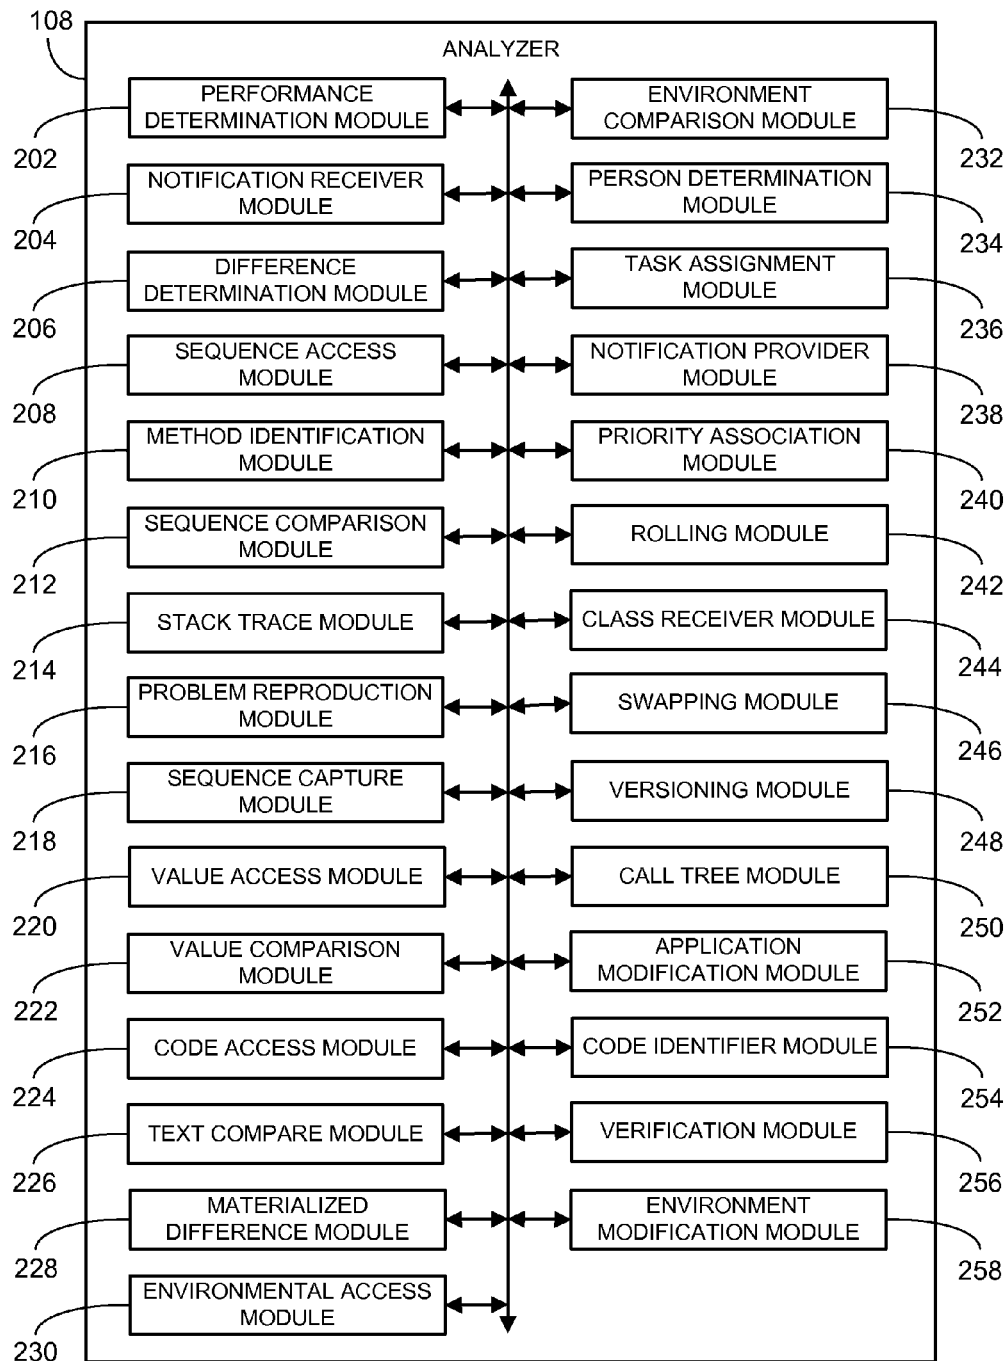 108
ANALYZER
PERFORMANCE
DETERMINATION MODULE
202
NOTIFICATION RECEIVER
MODULE
204
DIFFERENCE
DETERMINATION MODULE
206
SEQUENCE ACCESS
MODULE
208
METHOD IDENTIFICATION
MODULE
210
SEQUENCE COMPARISON
MODULE
212
STACK TRACE MODULE
214
PROBLEM REPRODUCTION
MODULE
216
SEQUENCE CAPTURE
MODULE
218
VALUE ACCESS MODULE
220
VALUE COMPARISON
MODULE
222
CODE ACCESS MODULE
224
TEXT COMPARE MODULE
226
MATERIALIZED
DIFFERENCE MODULE
228
ENVIRONMENTAL ACCESS
MODULE
230
ENVIRONMENT
COMPARISON MODULE
232
PERSON DETERMINATION
MODULE
234
TASK ASSIGNMENT
MODULE
236
NOTIFICATION PROVIDER
MODULE
238
PRIORITY ASSOCIATION
MODULE
240
ROLLING MODULE
242
CLASS RECEIVER MODULE
244
SWAPPING MODULE
246
VERSIONING MODULE
248
CALL TREE MODULE
250
APPLICATION
MODIFICATION MODULE
252
CODE IDENTIFIER MODULE
254
VERIFICATION MODULE
256
ENVIRONMENT
MODIFICATION MODULE
258